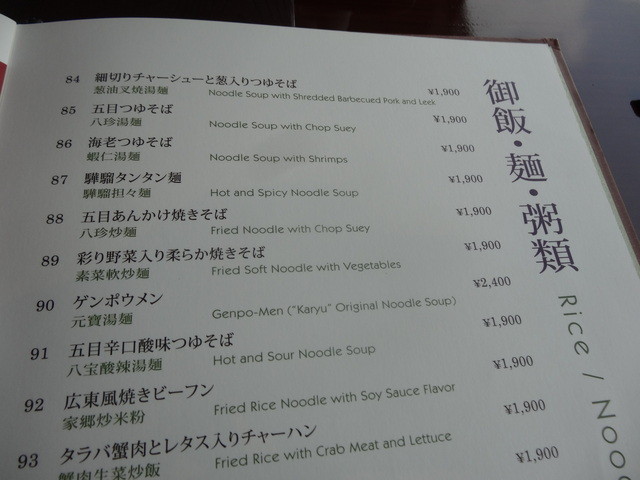 84 細切りチャーシューと葱入りつゆそば
葱油叉焼湯麺 Noodle Soup with Shredded Barbecued Pork and Leek ¥1,900
85 五目つゆそば
八珍湯麺 Noodle Soup with Chop Suey ¥1,900
86 海老つゆそば
蝦仁湯麺 Noodle Soup with Shrimps ¥1,900
87 驊騮タンタン麺
驊騮担々麺 Hot and Spicy Noodle Soup ¥1,900
88 五目あんかけ焼きそば
八珍炒麺 Fried Noodle with Chop Suey ¥1,900
89 彩り野菜入り柔らか焼きそば
素菜軟炒麺 Fried Soft Noodle with Vegetables ¥1,900
90 ゲンポウメン
元寶湯麺 Genpo-Men ("Karyu" Original Noodle Soup) ¥2,400
91 五目辛口酸味つゆそば
八宝酸辣湯麺 Hot and Sour Noodle Soup ¥1,900
92 広東風焼きビーフン
家郷炒米粉 Fried Rice Noodle with Soy Sauce Flavor ¥1,900
93 タラバ蟹肉とレタス入りチャーハン
蟹肉生菜炒飯 Fried Rice with Crab Meat and Lettuce ¥1,900
¥1,900
御飯・麺・粥類
Rice / Nood